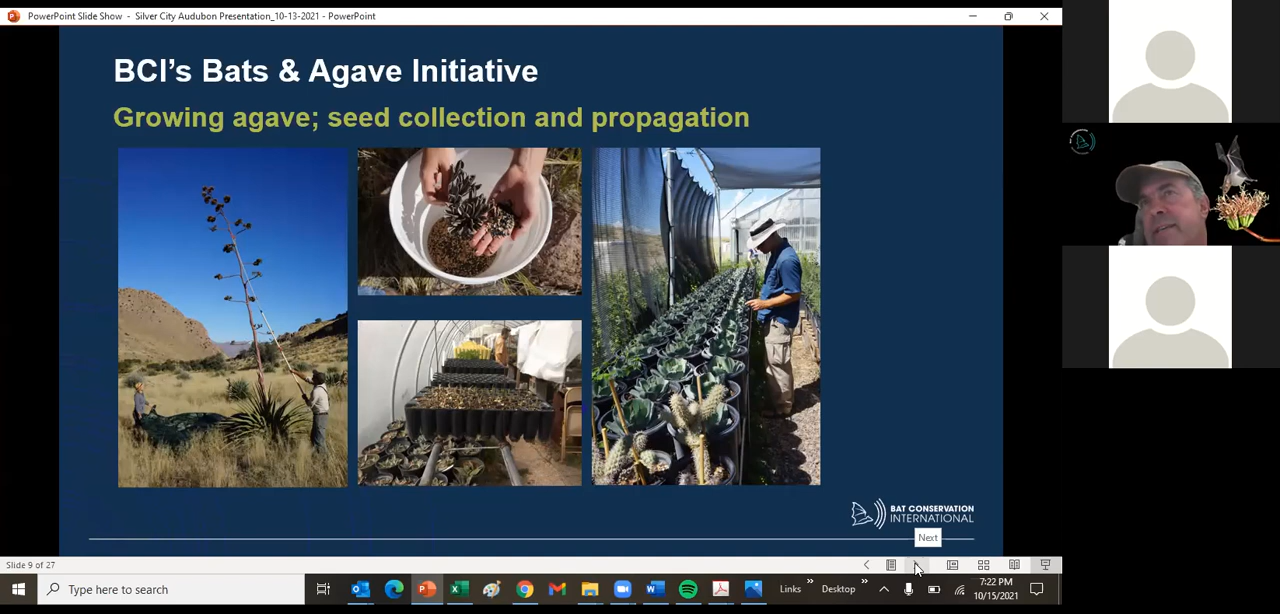 PowerPoint Slide Show - Silver City Audubon Presentation_10-13-2021 - PowerPoint
BCI's Bats & Agave Initiative
Growing agave; seed collection and propagation
BAT CONSERVATION
INTERNATIONAL
Next
Slide 9 of 27
Type here to search
Links
Desktop
7:22 PM
10/15/2021